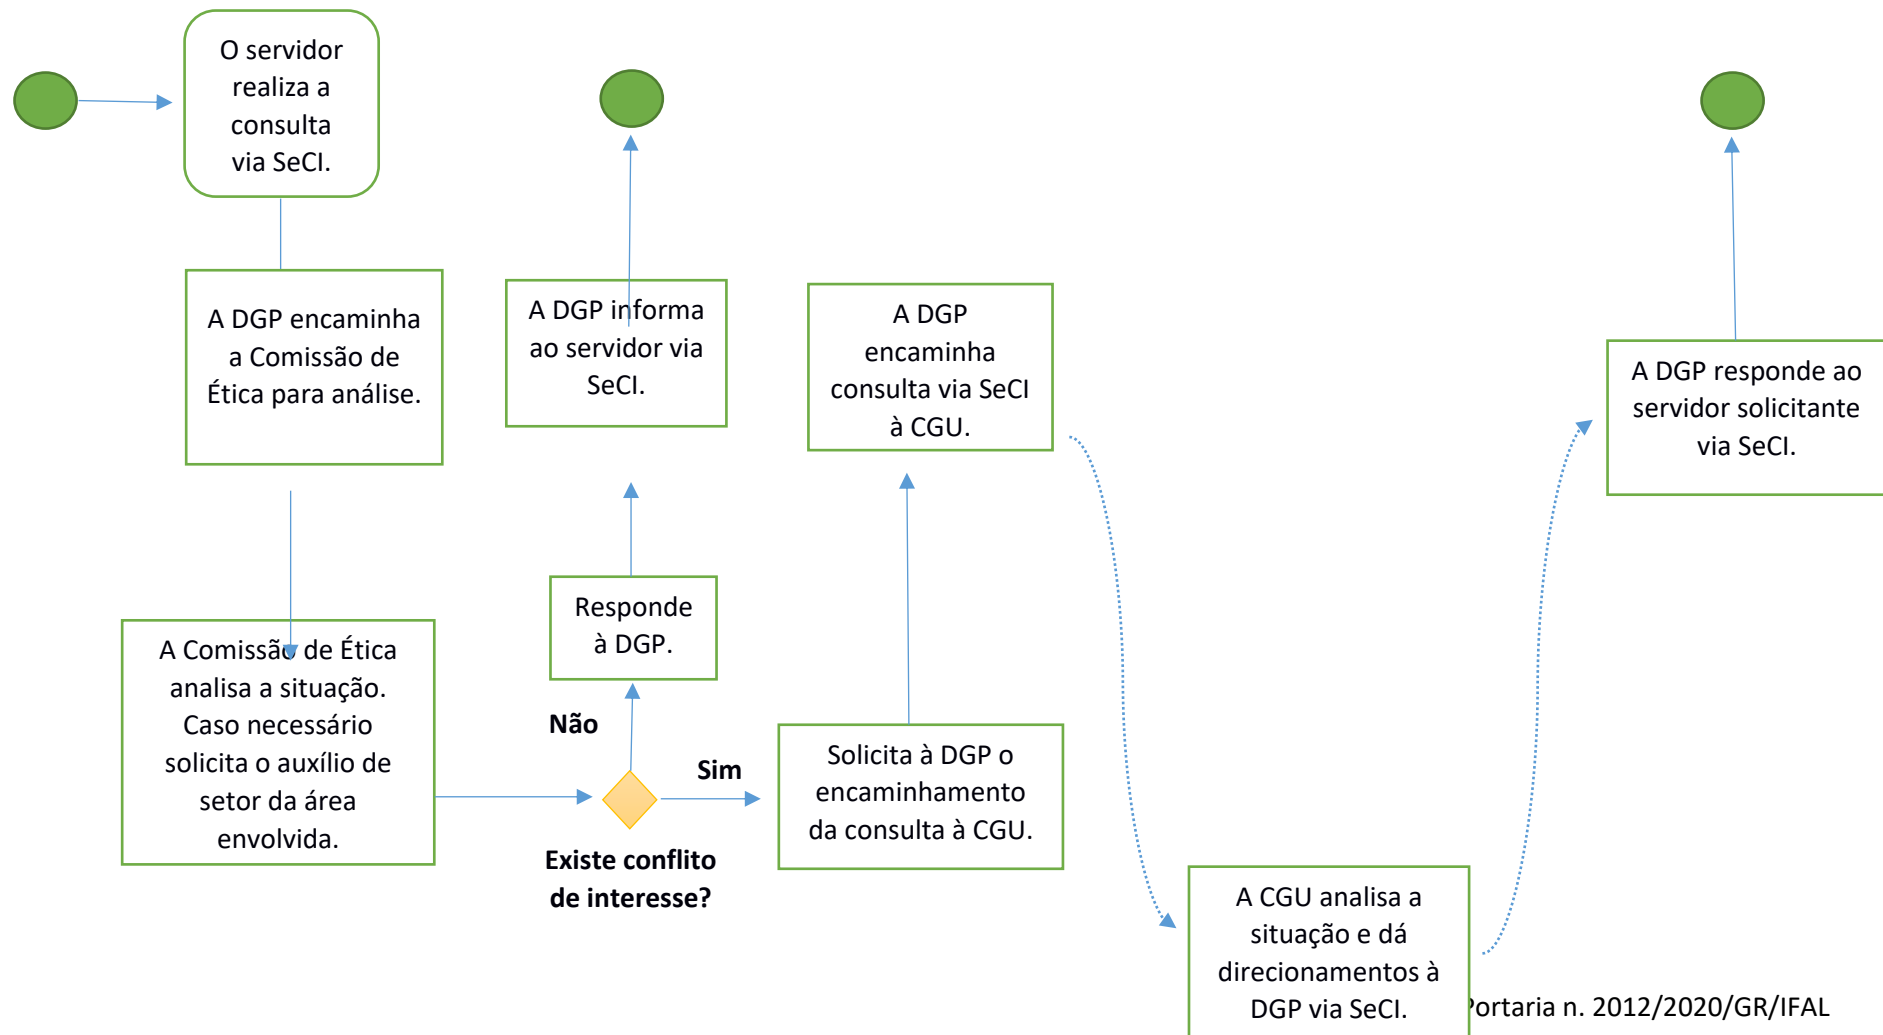 O servidor
realiza a
consulta
via SeCI.
A DGP encaminha
a Comissão de
Ética para análise.
A Comissão de Ética
analisa a situação.
Caso necessário
solicita o auxílio de
setor da área
envolvida.
Existe conflito
de interesse?
Não
Responde
à DGP.
A DGP informa
ao servidor via
SeCI.
Sim
Solicita à DGP o
encaminhamento
da consulta à CGU.
A DGP
encaminha
consulta via SeCI
à CGU.
A CGU analisa a
situação e dá
direcionamentos à
DGP via SeCI.
A DGP responde ao
servidor solicitante
via SeCI.
Portaria n. 2012/2020/GR/IFAL